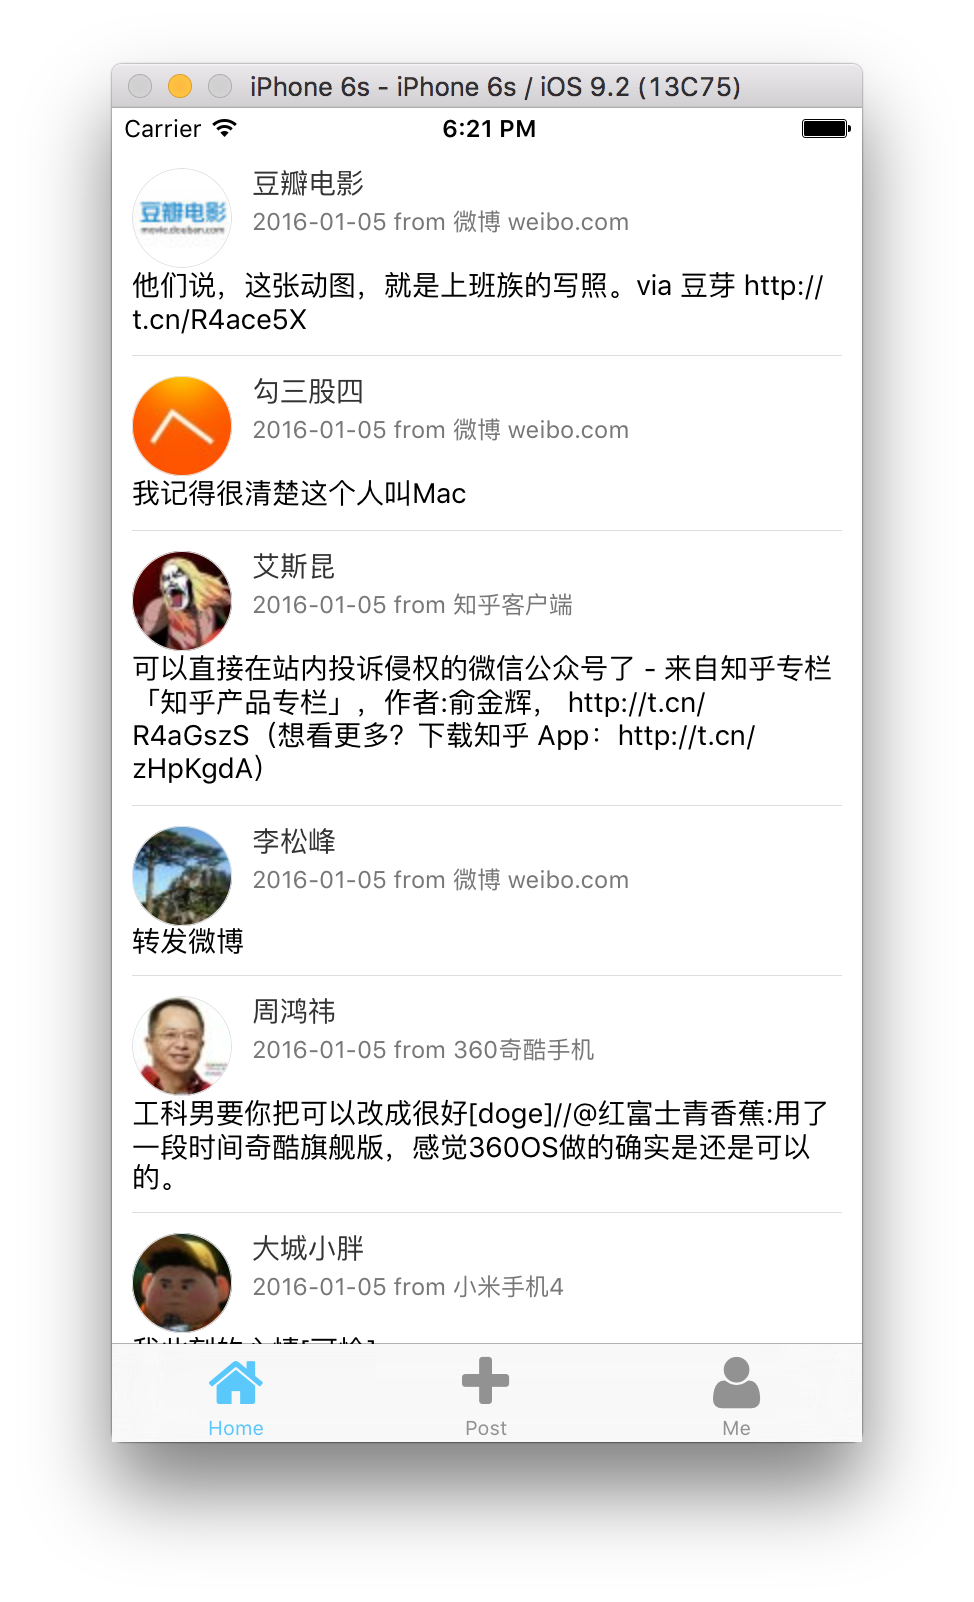 iPhone 6s - iPhone 6s / iOS 9.2 (13C75)
Carrier 6:21 PM
豆瓣电影
movie.douban.com
豆瓣电影
2016-01-05 from 微博 weibo.com
他们说，这张动图，就是上班族的写照。via 豆芽 http://
t.cn/R4ace5X
勾三股四
2016-01-05 from 微博 weibo.com
我记得很清楚这个人叫Mac
艾斯昆
2016-01-05 from 知乎客户端
可以直接在站内投诉侵权的微信公众号了 - 来自知乎专栏
「知乎产品专栏」，作者:俞金辉， http://t.cn/
R4aGszS（想看更多？下载知乎 App：http://t.cn/
zHpKgdA）
李松峰
2016-01-05 from 微博 weibo.com
转发微博
周鸿祎
2016-01-05 from 360奇酷手机
工科男要你把可以改成很好[doge]//@红富士青香蕉:用了
一段时间奇酷旗舰版，感觉360OS做的确实是还是可以
的。
大城小胖
2016-01-05 from 小米手机4
Home
Post
Me